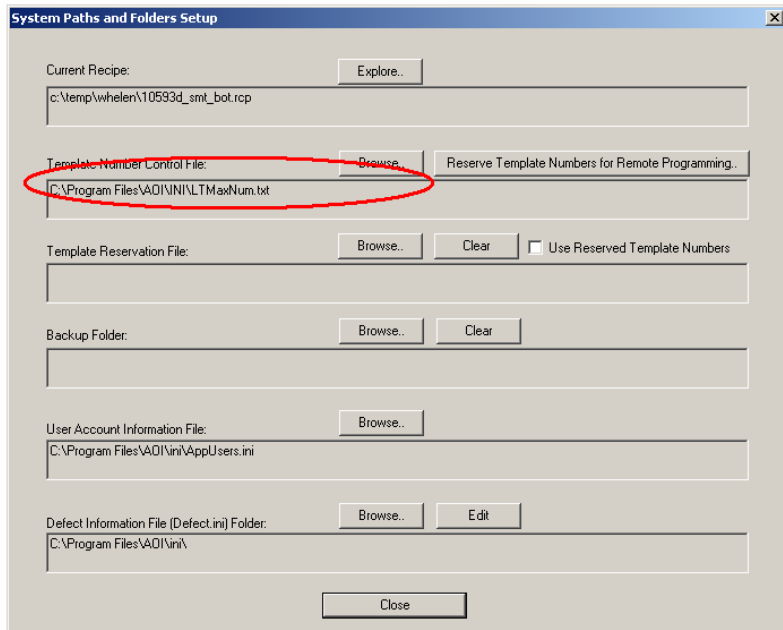 System Paths and Folders Setup
Current Recipe:
Explore..
c:\temp\whelen\10593d_smt_bot.rcp
Template Number Control File:
Browse..
Reserve Template Numbers for Remote Programming..
C:\Program Files\AOI\INI\LTMaxNum.txt
Template Reservation File:
Browse..
Clear
Use Reserved Template Numbers
Backup Folder:
Browse..
Clear
User Account Information File:
Browse..
C:\Program Files\AOI\ini\AppUsers.ini
Defect Information File (Defect.ini) Folder:
Browse..
Edit
C:\Program Files\AOI\ini\
Close